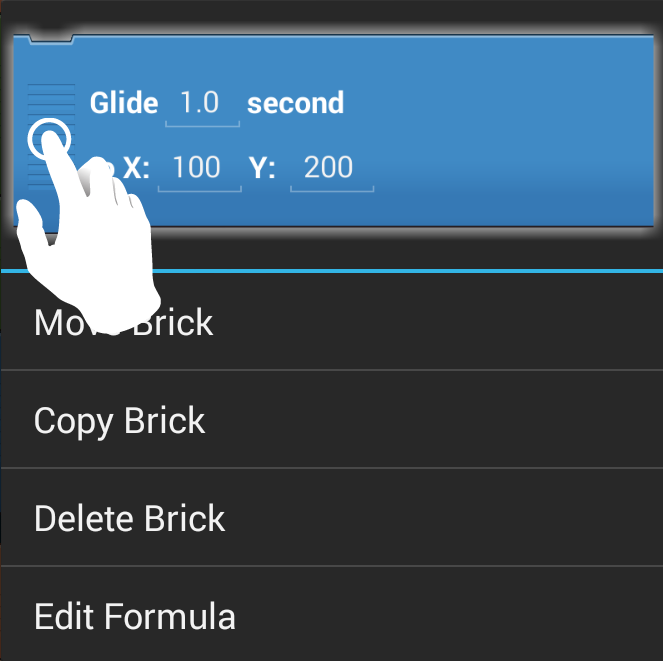 Glide 1.0 second
X: 100 Y: 200
Move Brick
Copy Brick
Delete Brick
Edit Formula